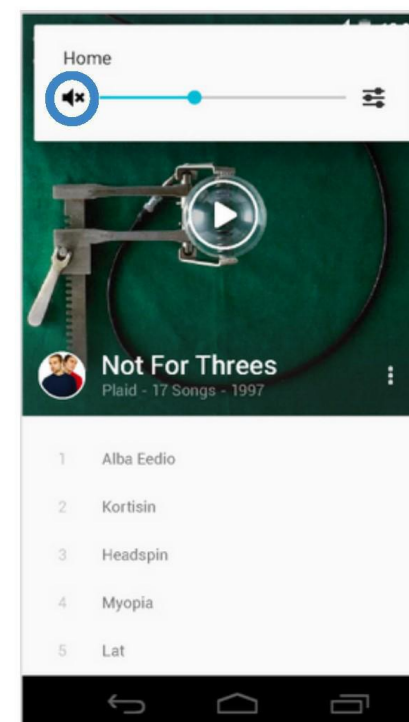 Home
Not For Threes
Plaid - 17 Songs - 1997
1 Alba Eedio
2 Kortisin
3 Headspin
4 Myopia
5 Lat